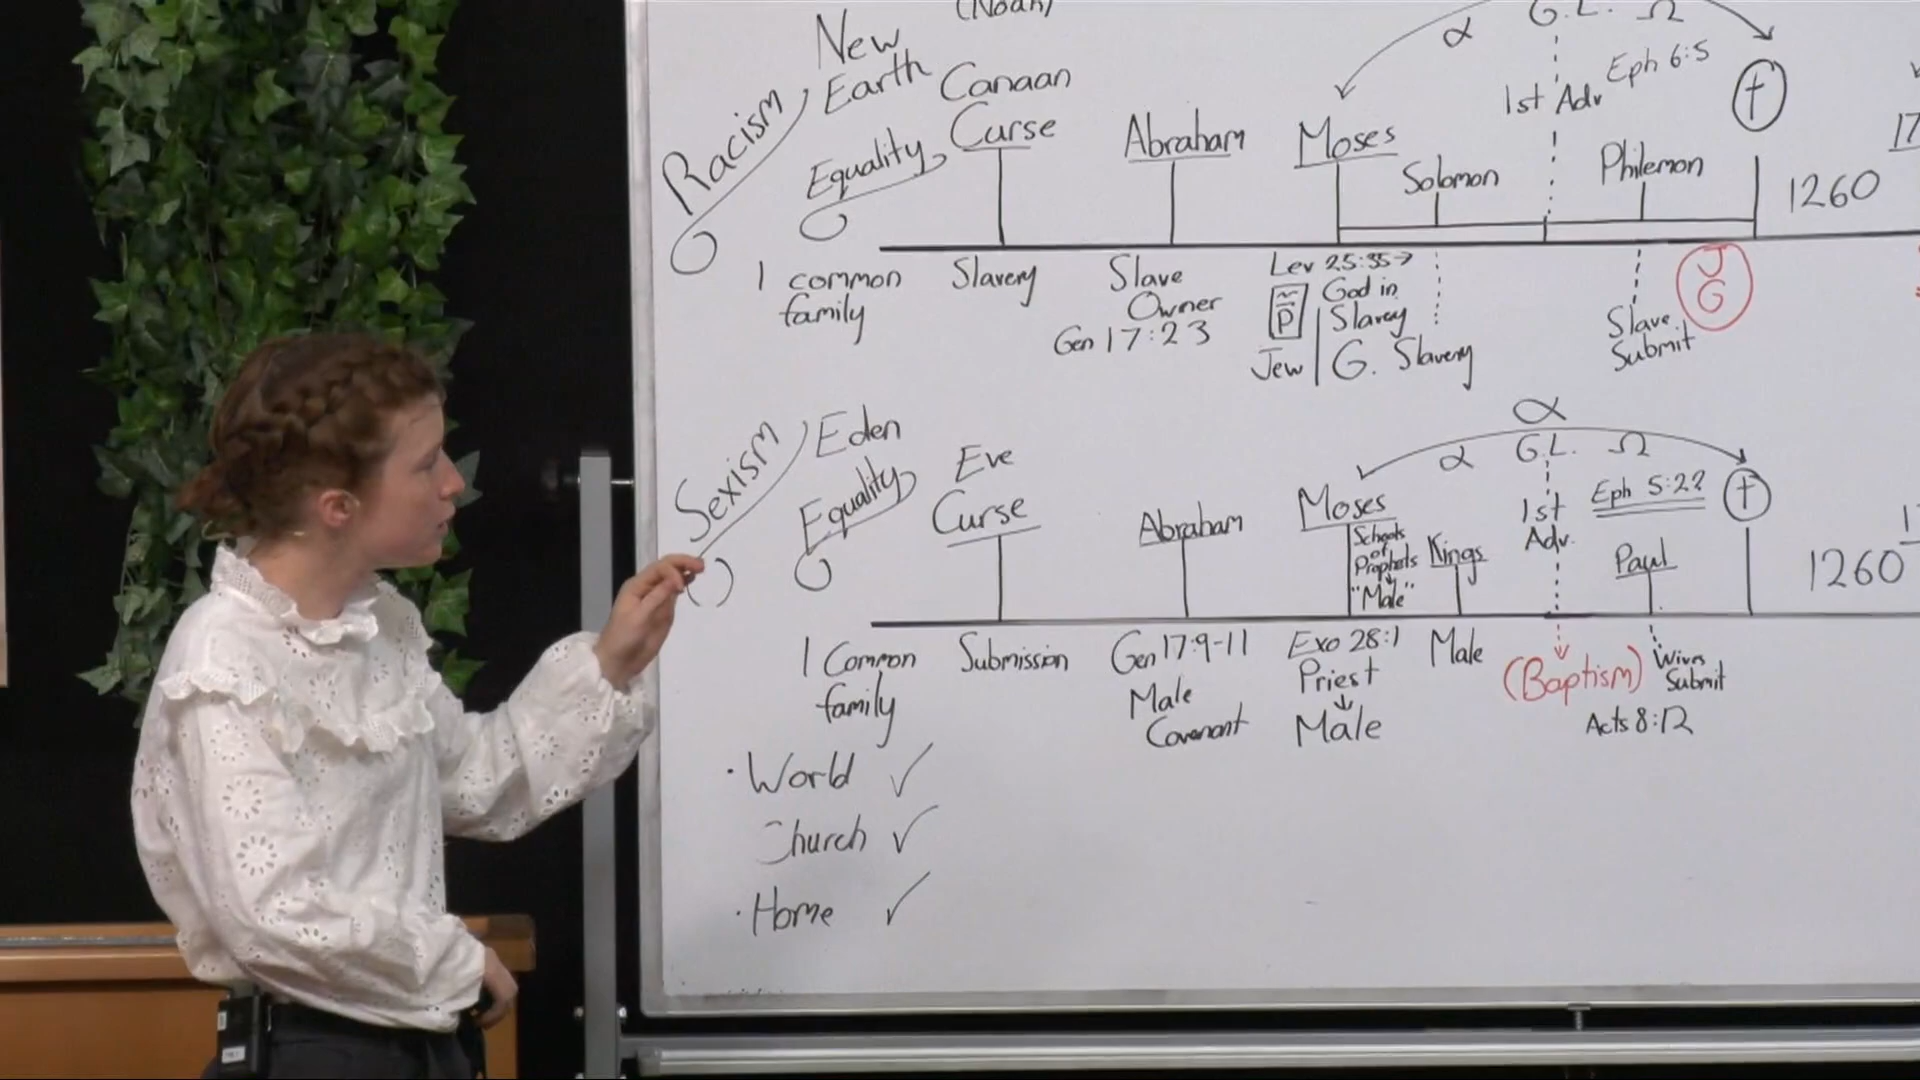 (Noah)
New
Earth
Racism
Equality
Canaan
Curse
Abraham
Moses
Solomon
α G.L. Ω
1st Adv
Eph 6:5
Philemon
†
1260
17
1 common
family
Slavery
Slave
Owner
Gen 17:23
Lev 25:35→
God in
Slavery
P
Jew
G. Slavery
Slave
Submit
J
G
Sexism
Eden
Equality
Eve
Curse
Abraham
Moses
Schools
of
Prophets
"Male"
Kings
α
α G.L. Ω
1st
Adv.
Eph 5:22
Paul
†
1260
1 Common
family
Submission
Gen 17:9-11
Male
Covenant
Exo 28:1
Priest
Male
Male
(Baptism)
Wives
Submit
Acts 8:12
· World ✓
Church ✓
· Home ✓